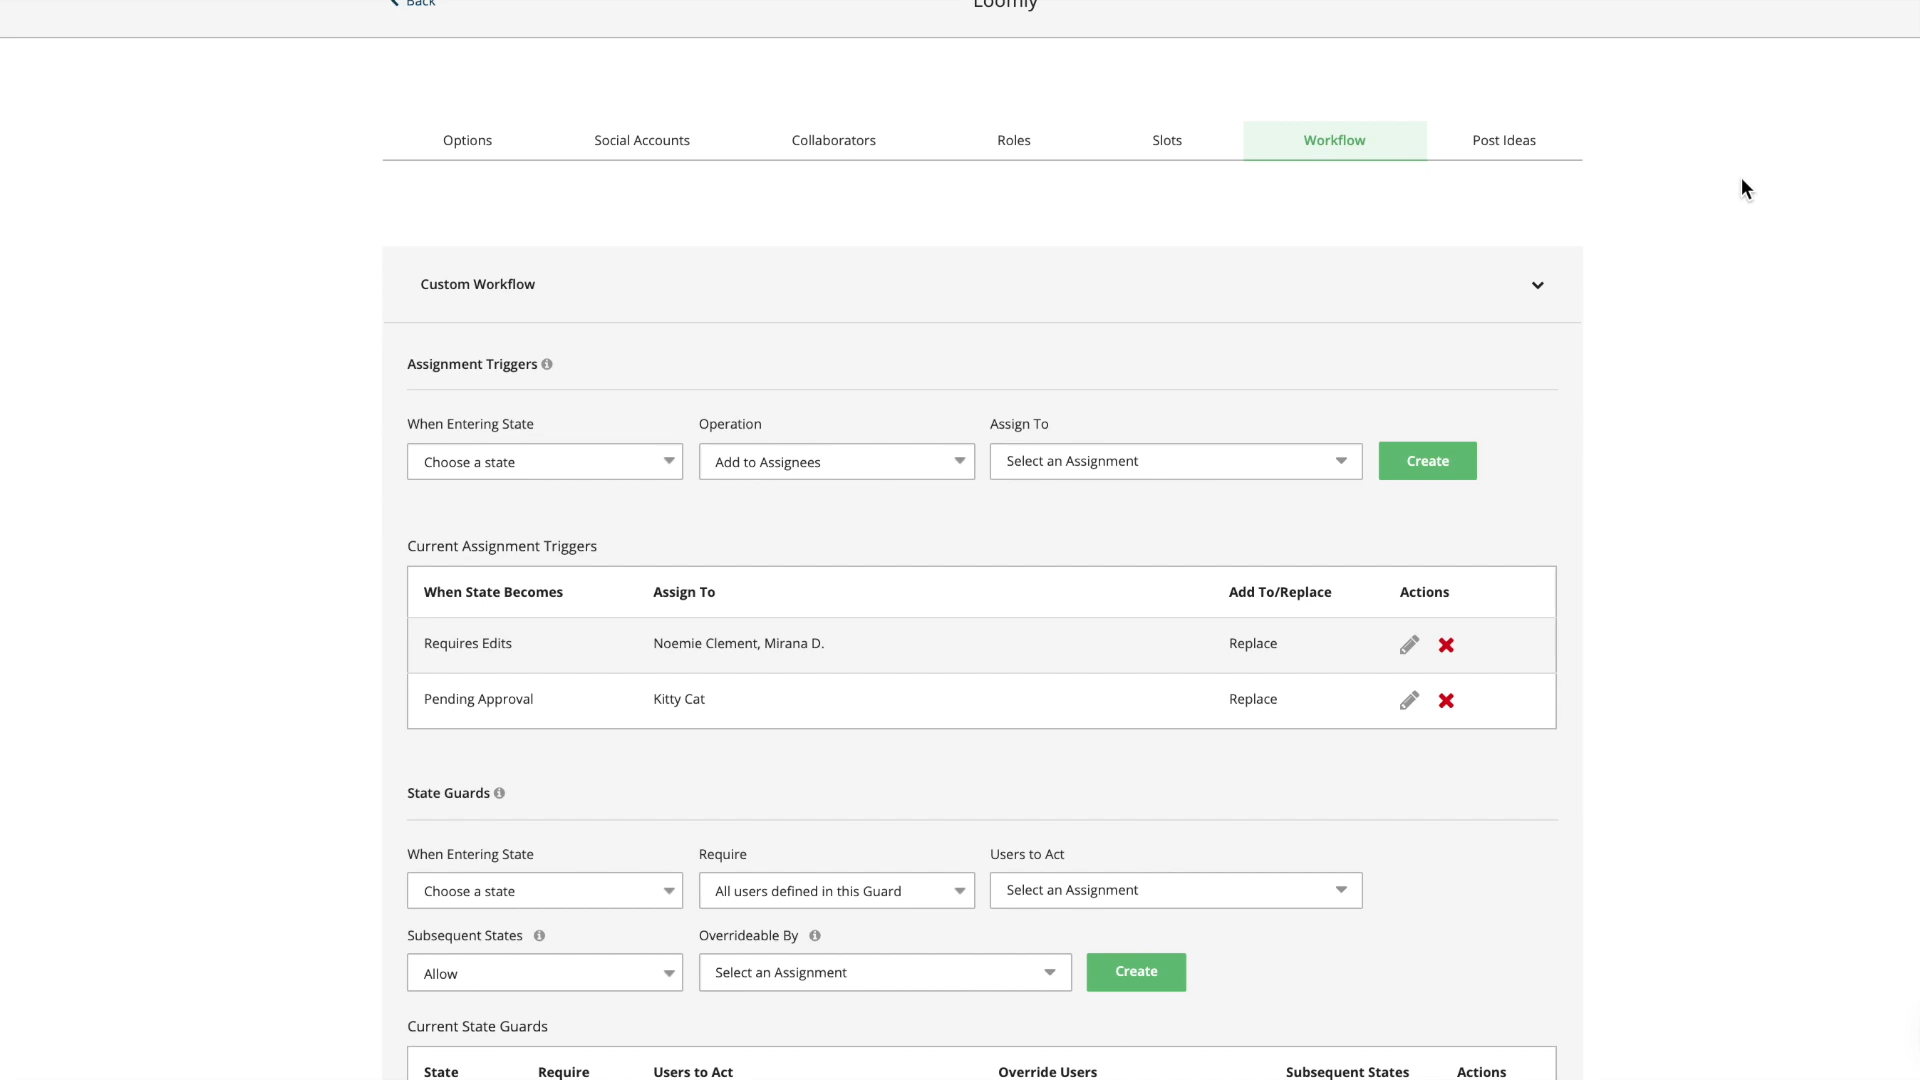 Back
Loomly
Options Social Accounts Collaborators Roles Slots Workflow Post Ideas
Custom Workflow
Assignment Triggers
When Entering State Operation Assign To
Choose a state Add to Assignees Select an Assignment Create
Current Assignment Triggers
When State Becomes Assign To Add To/Replace Actions
Requires Edits Noemie Clement, Mirana D. Replace
Pending Approval Kitty Cat Replace
State Guards
When Entering State Require Users to Act
Choose a state All users defined in this Guard Select an Assignment
Subsequent States Overrideable By
Allow Select an Assignment Create
Current State Guards
State Require Users to Act Override Users Subsequent States Actions